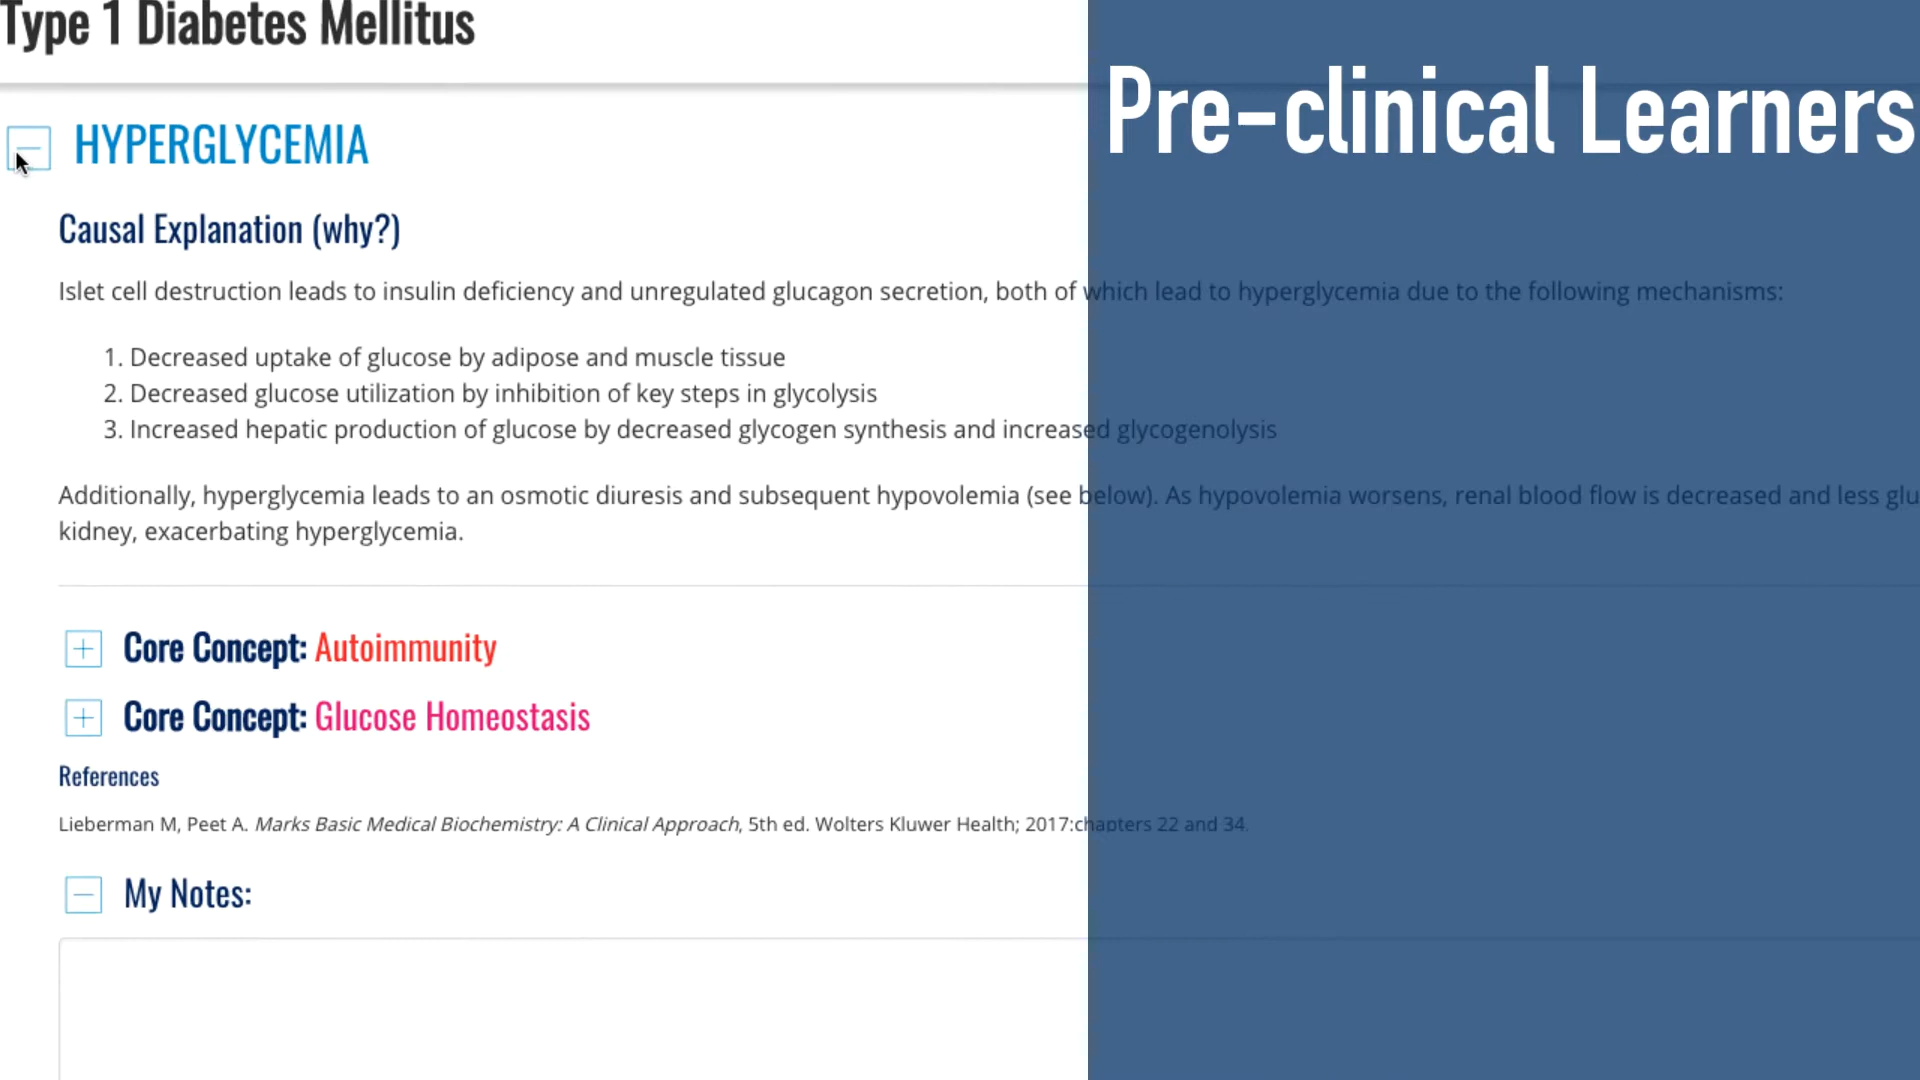 Type 1 Diabetes Mellitus
Pre-clinical Learners
HYPERGLYCEMIA
Causal Explanation (why?)
Islet cell destruction leads to insulin deficiency and unregulated glucagon secretion, both of which lead to hyperglycemia due to the following mechanisms:
1. Decreased uptake of glucose by adipose and muscle tissue
2. Decreased glucose utilization by inhibition of key steps in glycolysis
3. Increased hepatic production of glucose by decreased glycogen synthesis and increased glycogenolysis
Additionally, hyperglycemia leads to an osmotic diuresis and subsequent hypovolemia (see below). As hypovolemia worsens, renal blood flow is decreased and less glu
kidney, exacerbating hyperglycemia.
Core Concept: Autoimmunity
Core Concept: Glucose Homeostasis
References
Lieberman M, Peet A. Marks Basic Medical Biochemistry: A Clinical Approach, 5th ed. Wolters Kluwer Health; 2017:chapters 22 and 34.
My Notes: